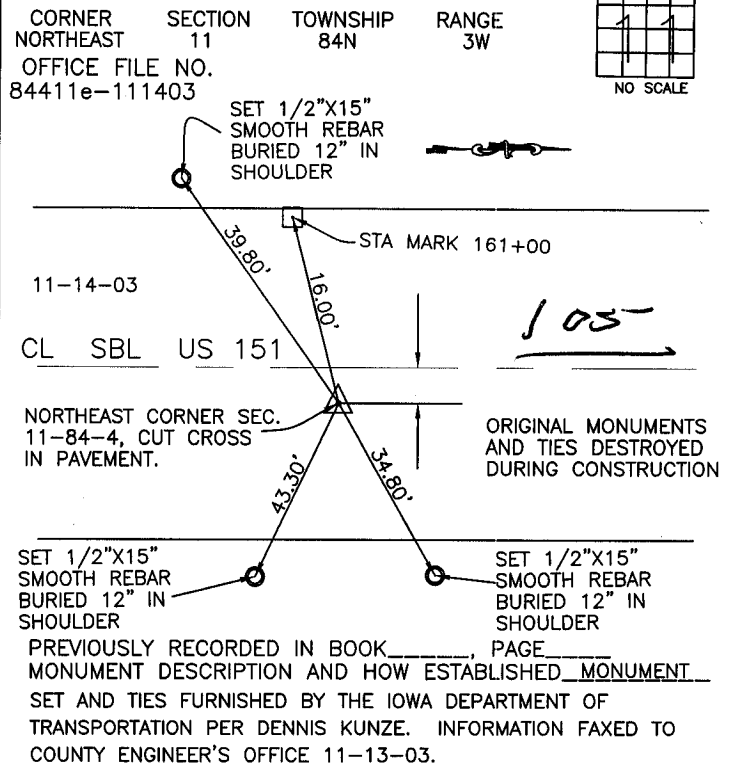 CORNER SECTION TOWNSHIP RANGE
NORTHEAST 11 84N 3W
OFFICE FILE NO.
84411e-111403
11
NO SCALE
SET 1/2"X15"
SMOOTH REBAR
BURIED 12" IN
SHOULDER
39.80'
STA MARK 161+00
16.00'
11-14-03
105
CL SBL US 151
NORTHEAST CORNER SEC.
11-84-4, CUT CROSS
IN PAVEMENT.
ORIGINAL MONUMENTS
AND TIES DESTROYED
DURING CONSTRUCTION
43.30'
34.80'
SET 1/2"X15"
SMOOTH REBAR
BURIED 12" IN
SHOULDER
SET 1/2"X15"
SMOOTH REBAR
BURIED 12" IN
SHOULDER
PREVIOUSLY RECORDED IN BOOK______, PAGE_____
MONUMENT DESCRIPTION AND HOW ESTABLISHED MONUMENT
SET AND TIES FURNISHED BY THE IOWA DEPARTMENT OF
TRANSPORTATION PER DENNIS KUNZE. INFORMATION FAXED TO
COUNTY ENGINEER'S OFFICE 11-13-03.